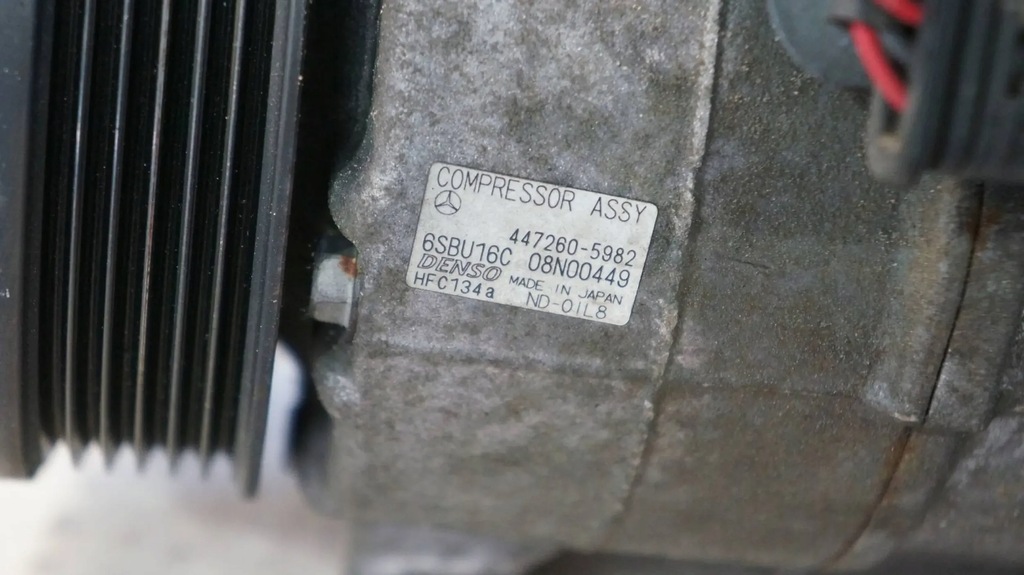 COMPRESSOR ASSY
447260-5982
6SBU16C 08N00449
DENSO MADE IN JAPAN
HFC134a ND-OIL8